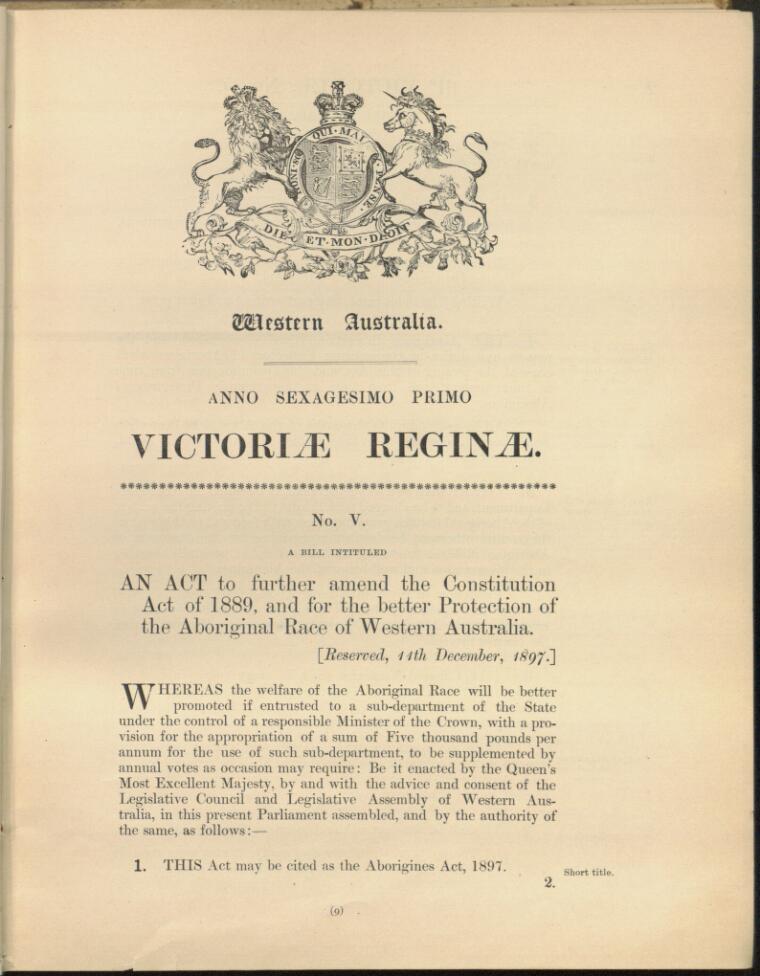 HONI·SOIT QUI·MAL Y PENSE·
DIEU ET·MON·DROIT
Western Australia.
ANNO SEXAGESIMO PRIMO
VICTORIÆ REGINÆ.
No. V.
A BILL INTITULED
AN ACT to further amend the Constitution
Act of 1889, and for the better Protection of
the Aboriginal Race of Western Australia.
[Reserved, 14th December, 1897.]
WHEREAS the welfare of the Aboriginal Race will be better
promoted if entrusted to a sub-department of the State
under the control of a responsible Minister of the Crown, with a pro-
vision for the appropriation of a sum of Five thousand pounds per
annum for the use of such sub-department, to be supplemented by
annual votes as occasion may require: Be it enacted by the Queen's
Most Excellent Majesty, by and with the advice and consent of the
Legislative Council and Legislative Assembly of Western Aus-
tralia, in this present Parliament assembled, and by the authority of
the same, as follows:—
1. THIS Act may be cited as the Aborigines Act, 1897.
Short title.
2.
(9)